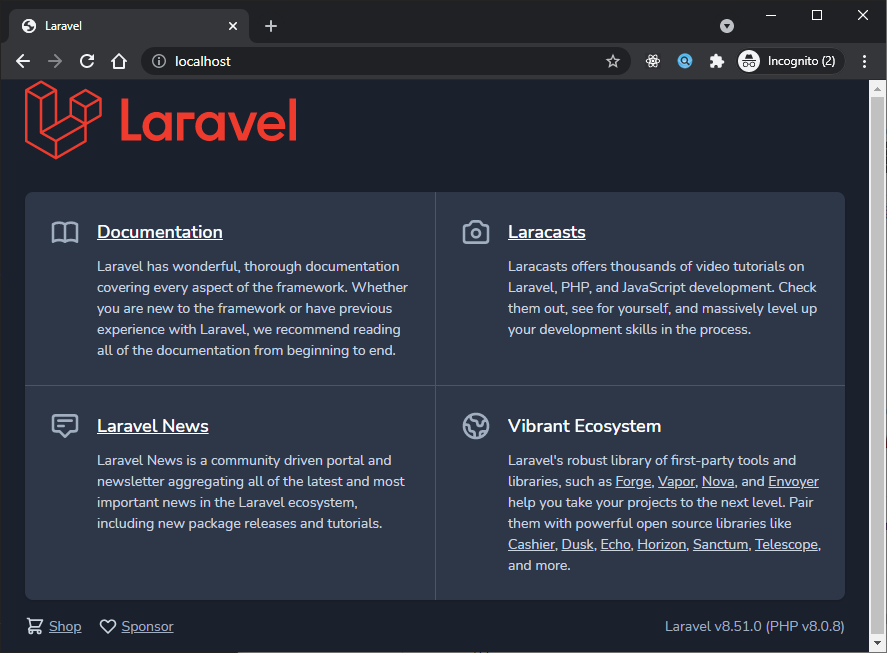 Laravel
localhost
Incognito (2)
Laravel
Documentation
Laravel has wonderful, thorough documentation
covering every aspect of the framework. Whether
you are new to the framework or have previous
experience with Laravel, we recommend reading
all of the documentation from beginning to end.
Laracasts
Laracasts offers thousands of video tutorials on
Laravel, PHP, and JavaScript development. Check
them out, see for yourself, and massively level up
your development skills in the process.
Laravel News
Laravel News is a community driven portal and
newsletter aggregating all of the latest and most
important news in the Laravel ecosystem,
including new package releases and tutorials.
Vibrant Ecosystem
Laravel's robust library of first-party tools and
libraries, such as Forge, Vapor, Nova, and Envoyer
help you take your projects to the next level. Pair
them with powerful open source libraries like
Cashier, Dusk, Echo, Horizon, Sanctum, Telescope,
and more.
Shop Sponsor Laravel v8.51.0 (PHP v8.0.8)